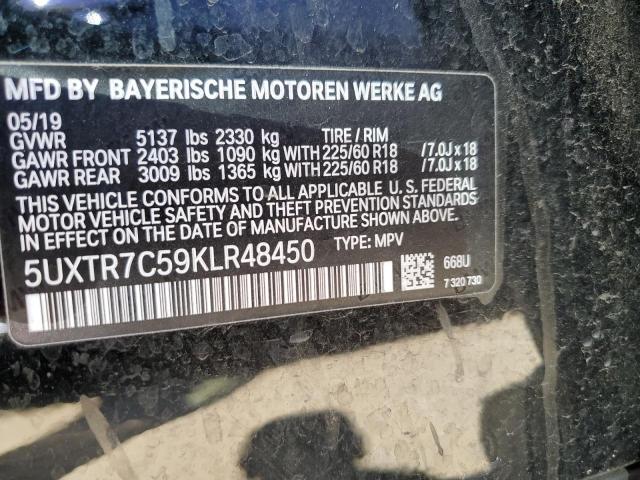 MFD BY BAYERISCHE MOTOREN WERKE AG
05/19
GVWR 5137 lbs 2330 kg TIRE / RIM
GAWR FRONT 2403 lbs 1090 kg WITH 225/60 R18 /7.0J x 18
GAWR REAR 3009 lbs 1365 kg WITH 225/60 R18 /7.0J x 18
THIS VEHICLE CONFORMS TO ALL APPLICABLE U. S. FEDERAL
MOTOR VEHICLE SAFETY AND THEFT PREVENTION STANDARDS
IN EFFECT ON THE DATE OF MANUFACTURE SHOWN ABOVE.
5UXTR7C59KLR48450 TYPE: MPV
668U
7 320 730